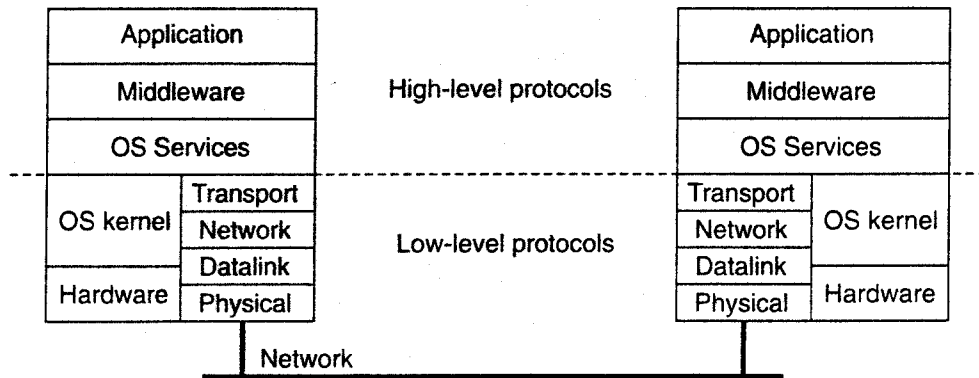 Application
Middleware
OS Services
OS kernel
Hardware
Transport
Network
Datalink
Physical
High-level protocols
Low-level protocols
Application
Middleware
OS Services
Transport
Network
Datalink
Physical
OS kernel
Hardware
Network